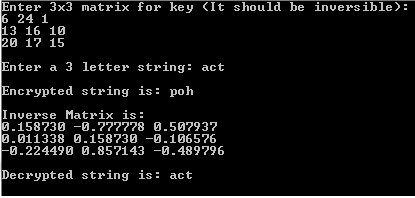 Enter 3x3 matrix for key (It should be inversible):
6 24 1
13 16 10
20 17 15
Enter a 3 letter string: act
Encrypted string is: poh
Inverse Matrix is:
0.158730 -0.777778 0.507937
0.011338 0.158730 -0.106576
-0.224490 0.857143 -0.489796
Decrypted string is: act